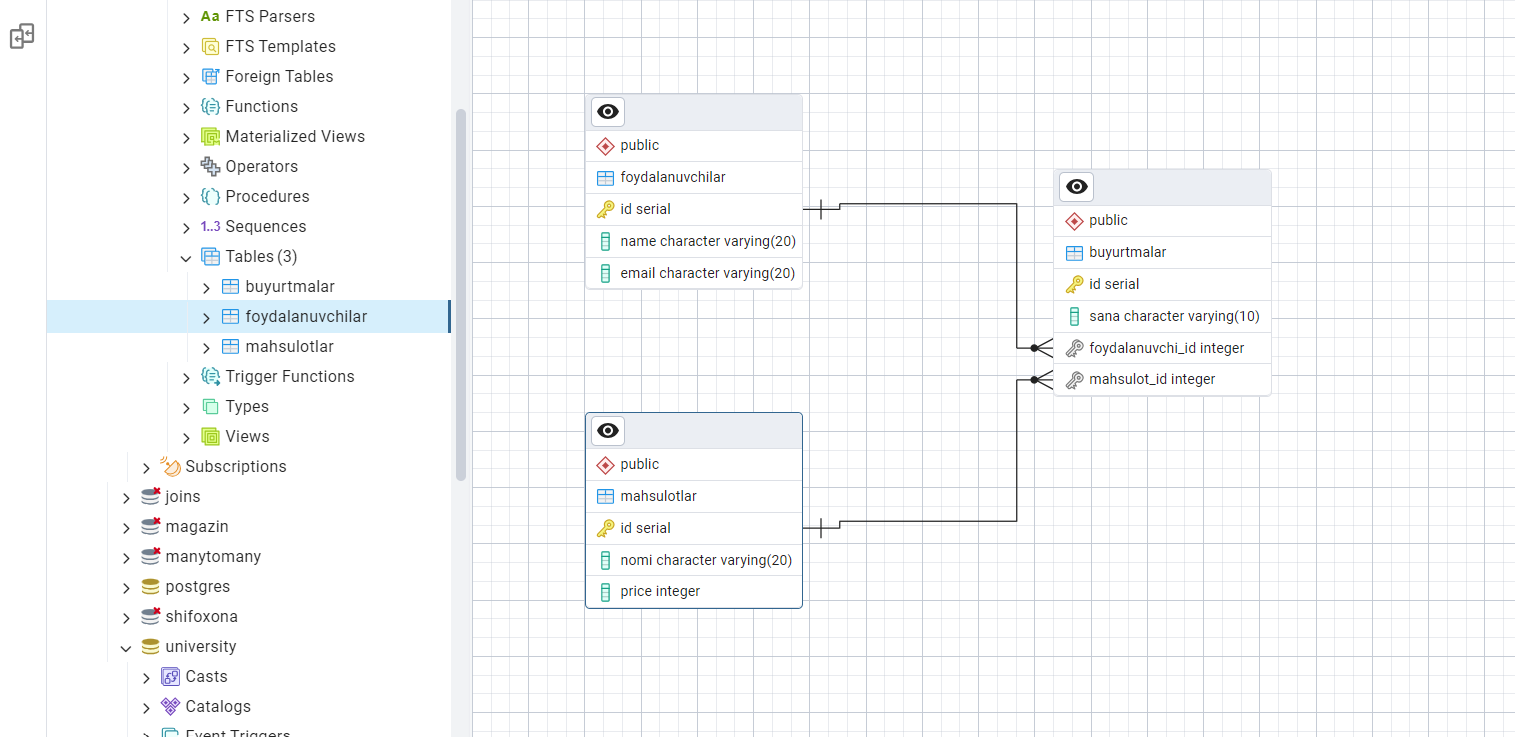 Aa FTS Parsers
FTS Templates
Foreign Tables
Functions
Materialized Views
Operators
Procedures
1..3 Sequences
Tables (3)
buyurtmalar
foydalanuvchilar
mahsulotlar
Trigger Functions
Types
Views
Subscriptions
joins
magazin
manytomany
postgres
shifoxona
university
Casts
Catalogs
Event Triggers
public
foydalanuvchilar
id serial
name character varying(20)
email character varying(20)
public
mahsulotlar
id serial
nomi character varying(20)
price integer
public
buyurtmalar
id serial
sana character varying(10)
foydalanuvchi_id integer
mahsulot_id integer